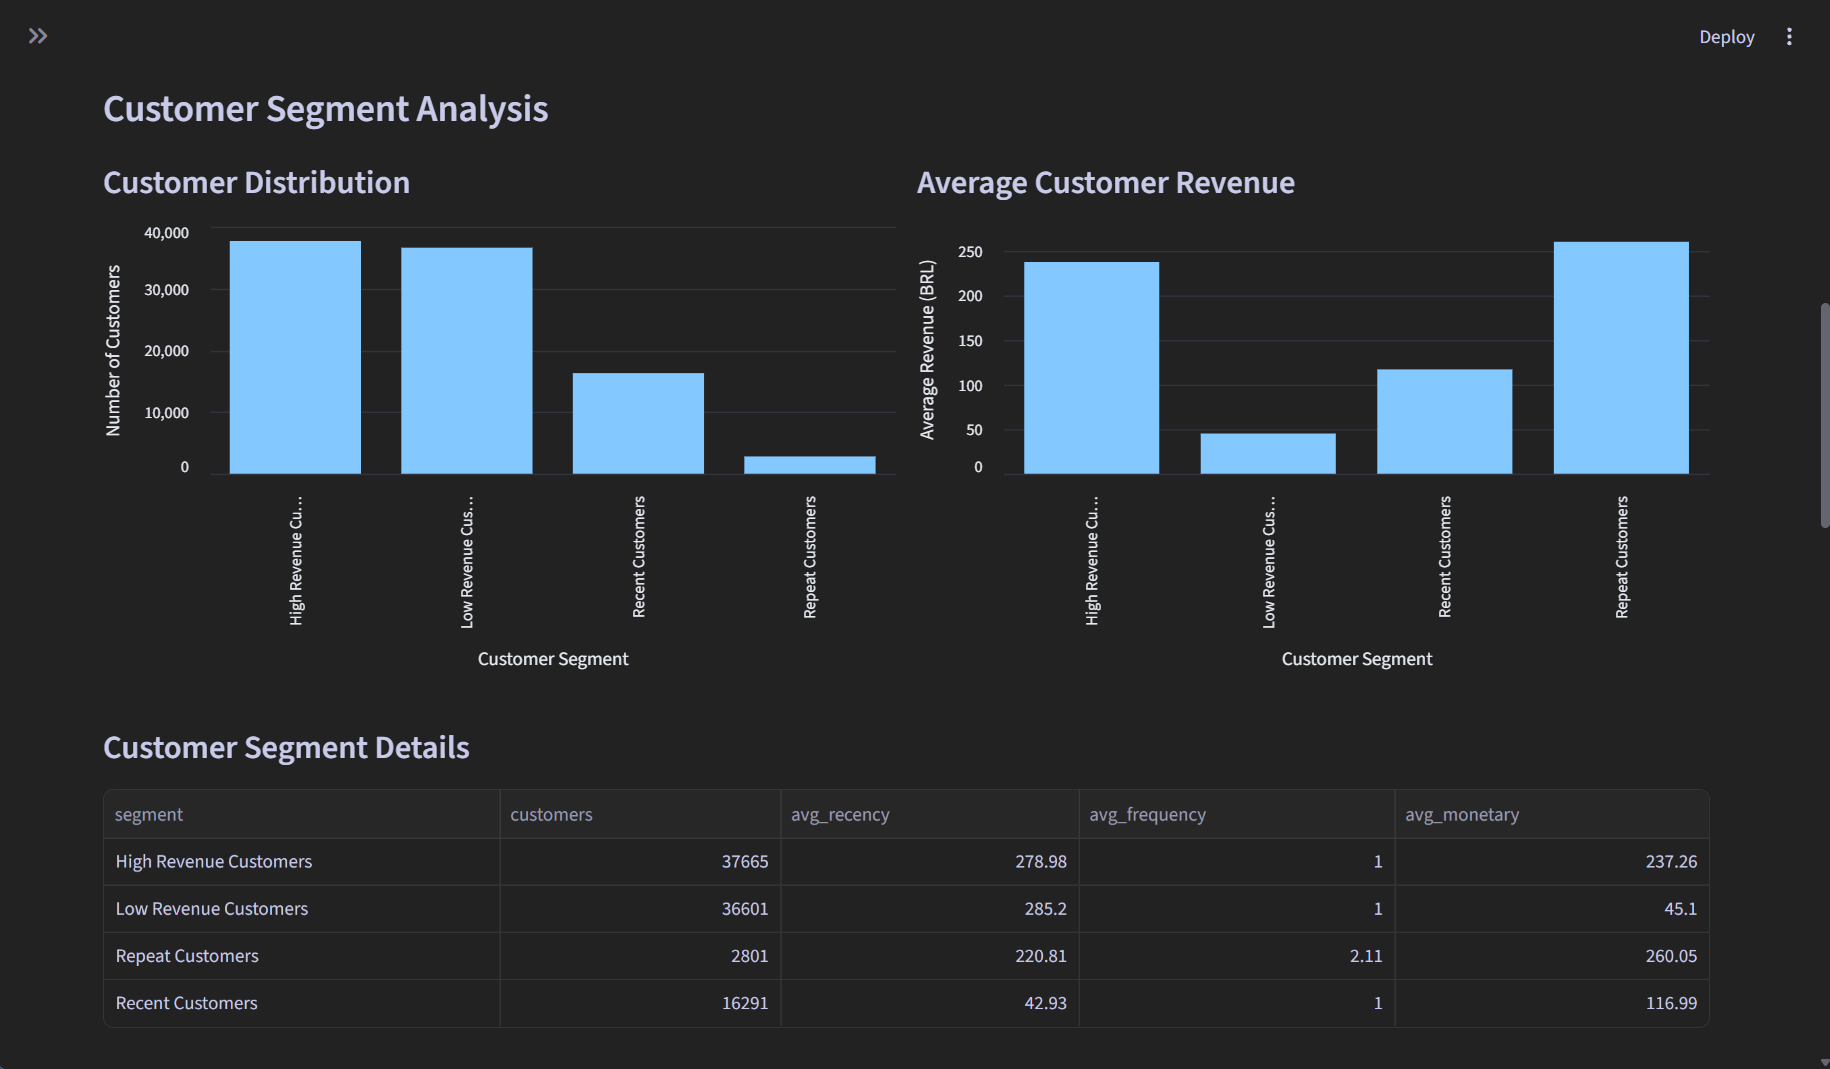 Deploy
Customer Segment Analysis
Customer Distribution
40,000
30,000
20,000
10,000
0
Number of Customers
High Revenue Cu…
Low Revenue Cus…
Recent Customers
Repeat Customers
Customer Segment
Average Customer Revenue
250
200
150
100
50
0
Average Revenue (BRL)
High Revenue Cu…
Low Revenue Cus…
Recent Customers
Repeat Customers
Customer Segment
Customer Segment Details
segment customers avg_recency avg_frequency avg_monetary
High Revenue Customers 37665 278.98 1 237.26
Low Revenue Customers 36601 285.2 1 45.1
Repeat Customers 2801 220.81 2.11 260.05
Recent Customers 16291 42.93 1 116.99